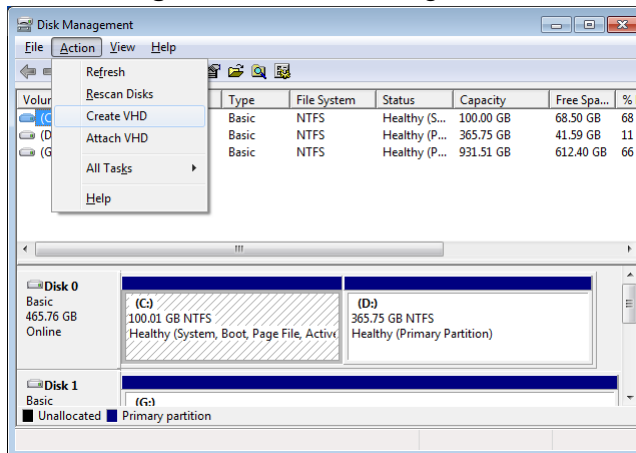 Disk Management
File Action View Help
Refresh
Rescan Disks
Create VHD
Attach VHD
All Tasks
Help
Type File System Status Capacity Free Spa... %
(C Basic NTFS Healthy (S... 100.00 GB 68.50 GB 68
(D Basic NTFS Healthy (P... 365.75 GB 41.59 GB 11
(G Basic NTFS Healthy (P... 931.51 GB 612.40 GB 66
Disk 0
Basic
465.76 GB
Online
(C:)
100.01 GB NTFS
Healthy (System, Boot, Page File, Active
(D:)
365.75 GB NTFS
Healthy (Primary Partition)
Disk 1
Basic
(G:)
Unallocated Primary partition